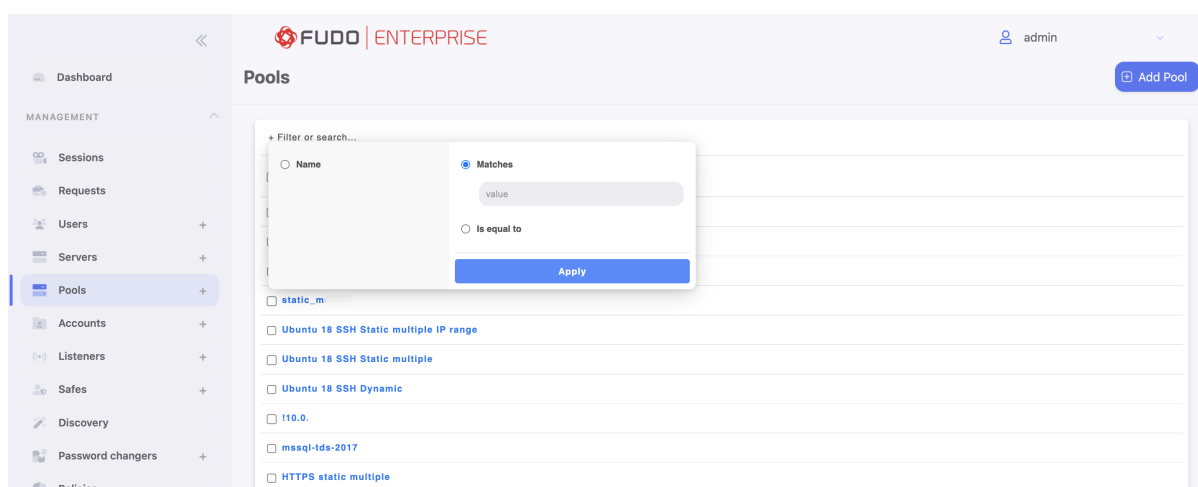 FUDO ENTERPRISE
admin
Dashboard
Pools
Add Pool
MANAGEMENT
+ Filter or search...
Sessions
Name
Matches
Requests
value
Users +
Is equal to
Servers +
Apply
Pools +
static_m
Accounts +
Ubuntu 18 SSH Static multiple IP range
Listeners +
Ubuntu 18 SSH Static multiple
Safes +
Ubuntu 18 SSH Dynamic
Discovery
!10.0.
Password changers +
mssql-tds-2017
HTTPS static multiple